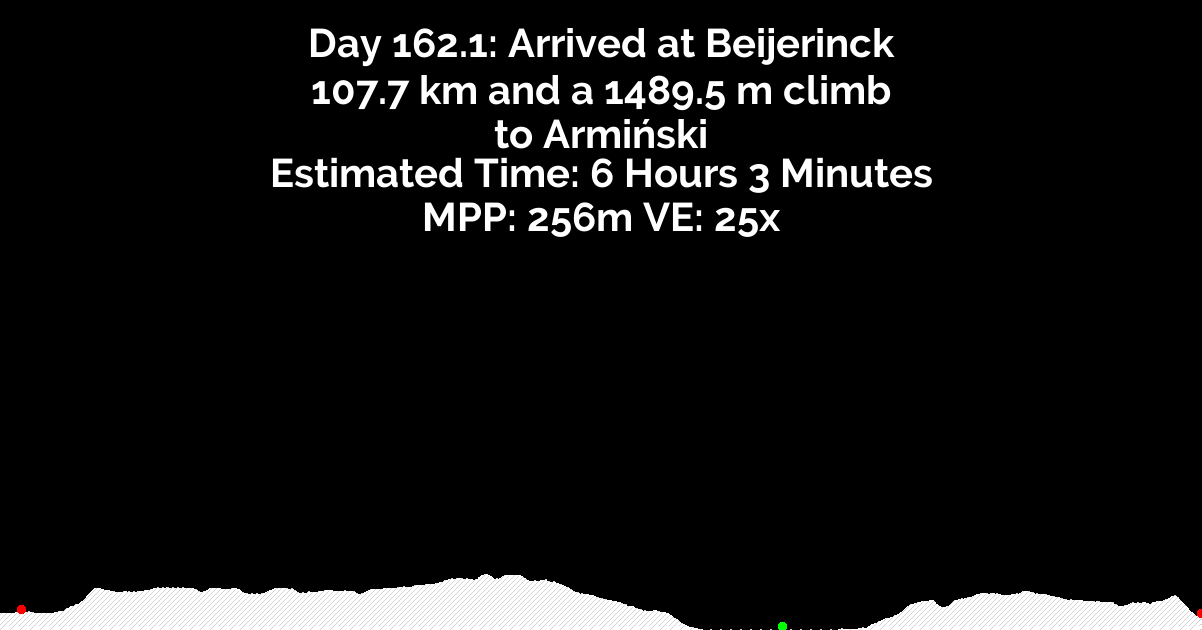 Day 162.1: Arrived at Beijerinck
107.7 km and a 1489.5 m climb
to Armiński
Estimated Time: 6 Hours 3 Minutes
MPP: 256m VE: 25x